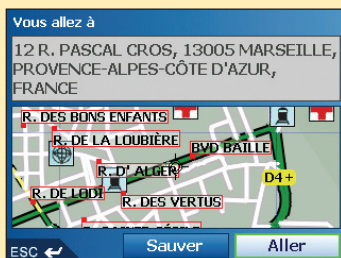 Vous allez à
12 R. PASCAL CROS, 13005 MARSEILLE,
PROVENCE-ALPES-CÔTE D'AZUR,
FRANCE
R. DES BONS ENFANTS
R. DE LA LOUBIÈRE
BVD BAILLE
R. D' ALGER
D4+
R. DE LODI
R. DES VERTUS
ESC
Sauver
Aller